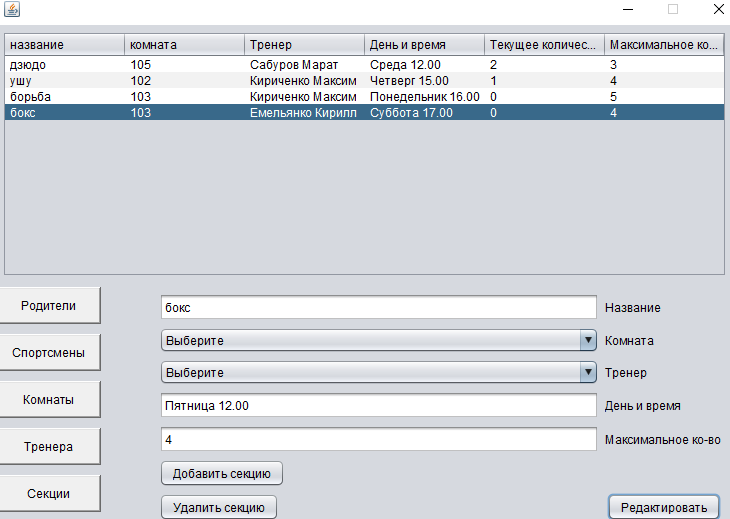 название комната Тренер День и время Текущее количес... Максимальное ко...
дзюдо 105 Сабуров Марат Среда 12.00 2 3
ушу 102 Кириченко Максим Четверг 15.00 1 4
борьба 103 Кириченко Максим Понедельник 16.00 0 5
бокс 103 Емельянко Кирилл Суббота 17.00 0 4
Родители
Спортсмены
Комнаты
Тренера
Секции
бокс Название
Выберите Комната
Выберите Тренер
Пятница 12.00 День и время
4 Максимальное ко-во
Добавить секцию
Удалить секцию Редактировать